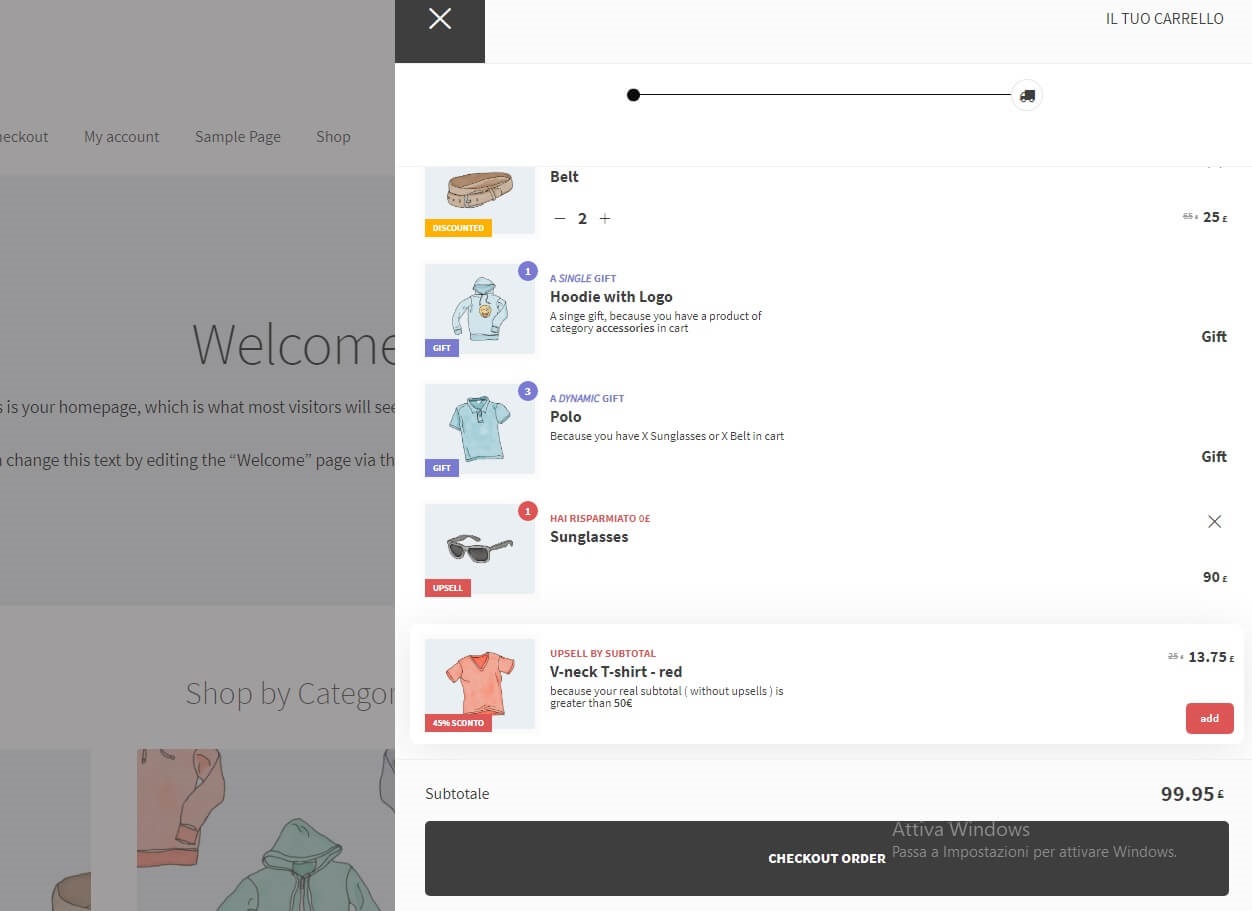 IL TUO CARRELLO
heckout My account Sample Page Shop
Belt
2
DISCOUNTED
25 £
1
A SINGLE GIFT
Hoodie with Logo
A singe gift, because you have a product of
category accessories in cart
GIFT
Gift
3
A DYNAMIC GIFT
Polo
Because you have X Sunglasses or X Belt in cart
GIFT
Gift
1
HAI RISPARMIATO 0£
Sunglasses
UPSELL
90 £
UPSELL BY SUBTOTAL
V-neck T-shirt - red
because your real subtotal ( without upsells ) is
greater than 50€
45% SCONTO
25 £ 13.75 £
add
Subtotale
99.95 £
CHECKOUT ORDER
Attiva Windows
Passa a Impostazioni per attivare Windows.
Welcome
s is your homepage, which is what most visitors will see
change this text by editing the “Welcome” page via th
Shop by Categor